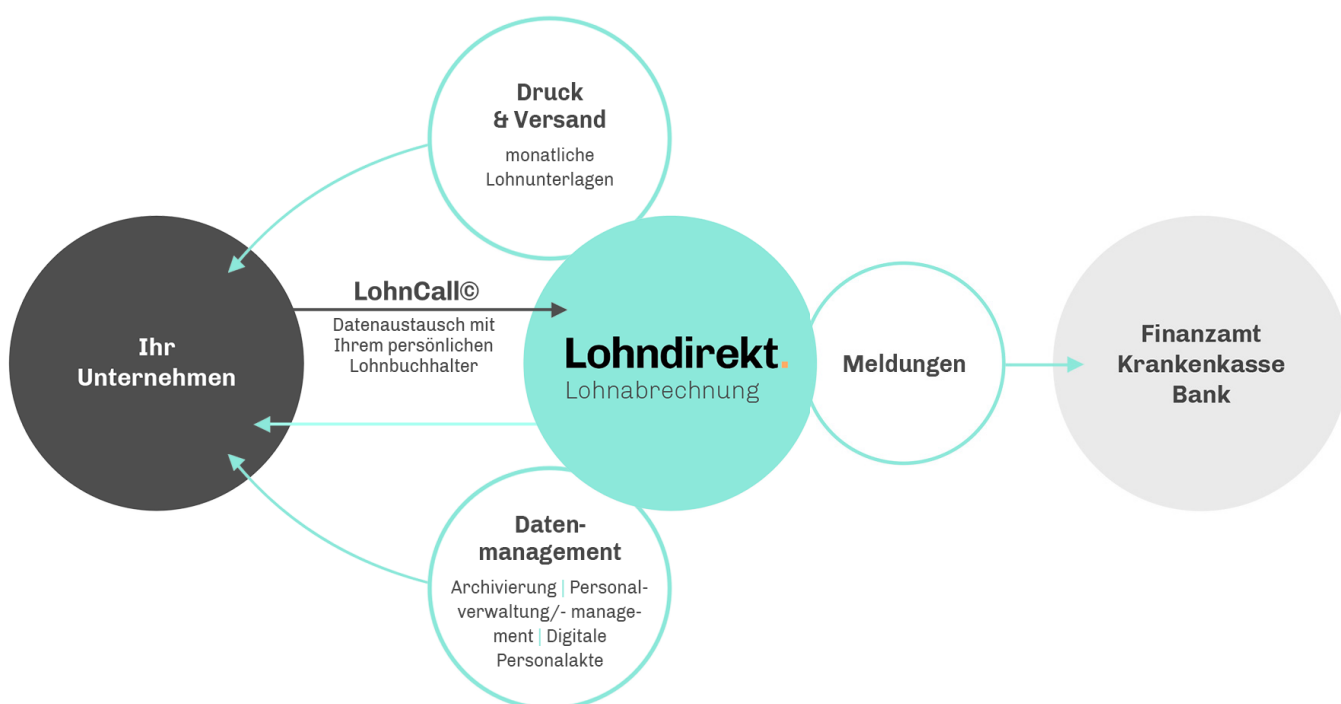 Druck
& Versand
monatliche
Lohnunterlagen
LohnCall©
Datenaustausch mit
Ihrem persönlichen
Lohnbuchhalter
Ihr
Unternehmen
Lohndirekt.
Lohnabrechnung
Meldungen
Finanzamt
Krankenkasse
Bank
Daten-
management
Archivierung | Personal-
verwaltung/- manage-
ment | Digitale
Personalakte